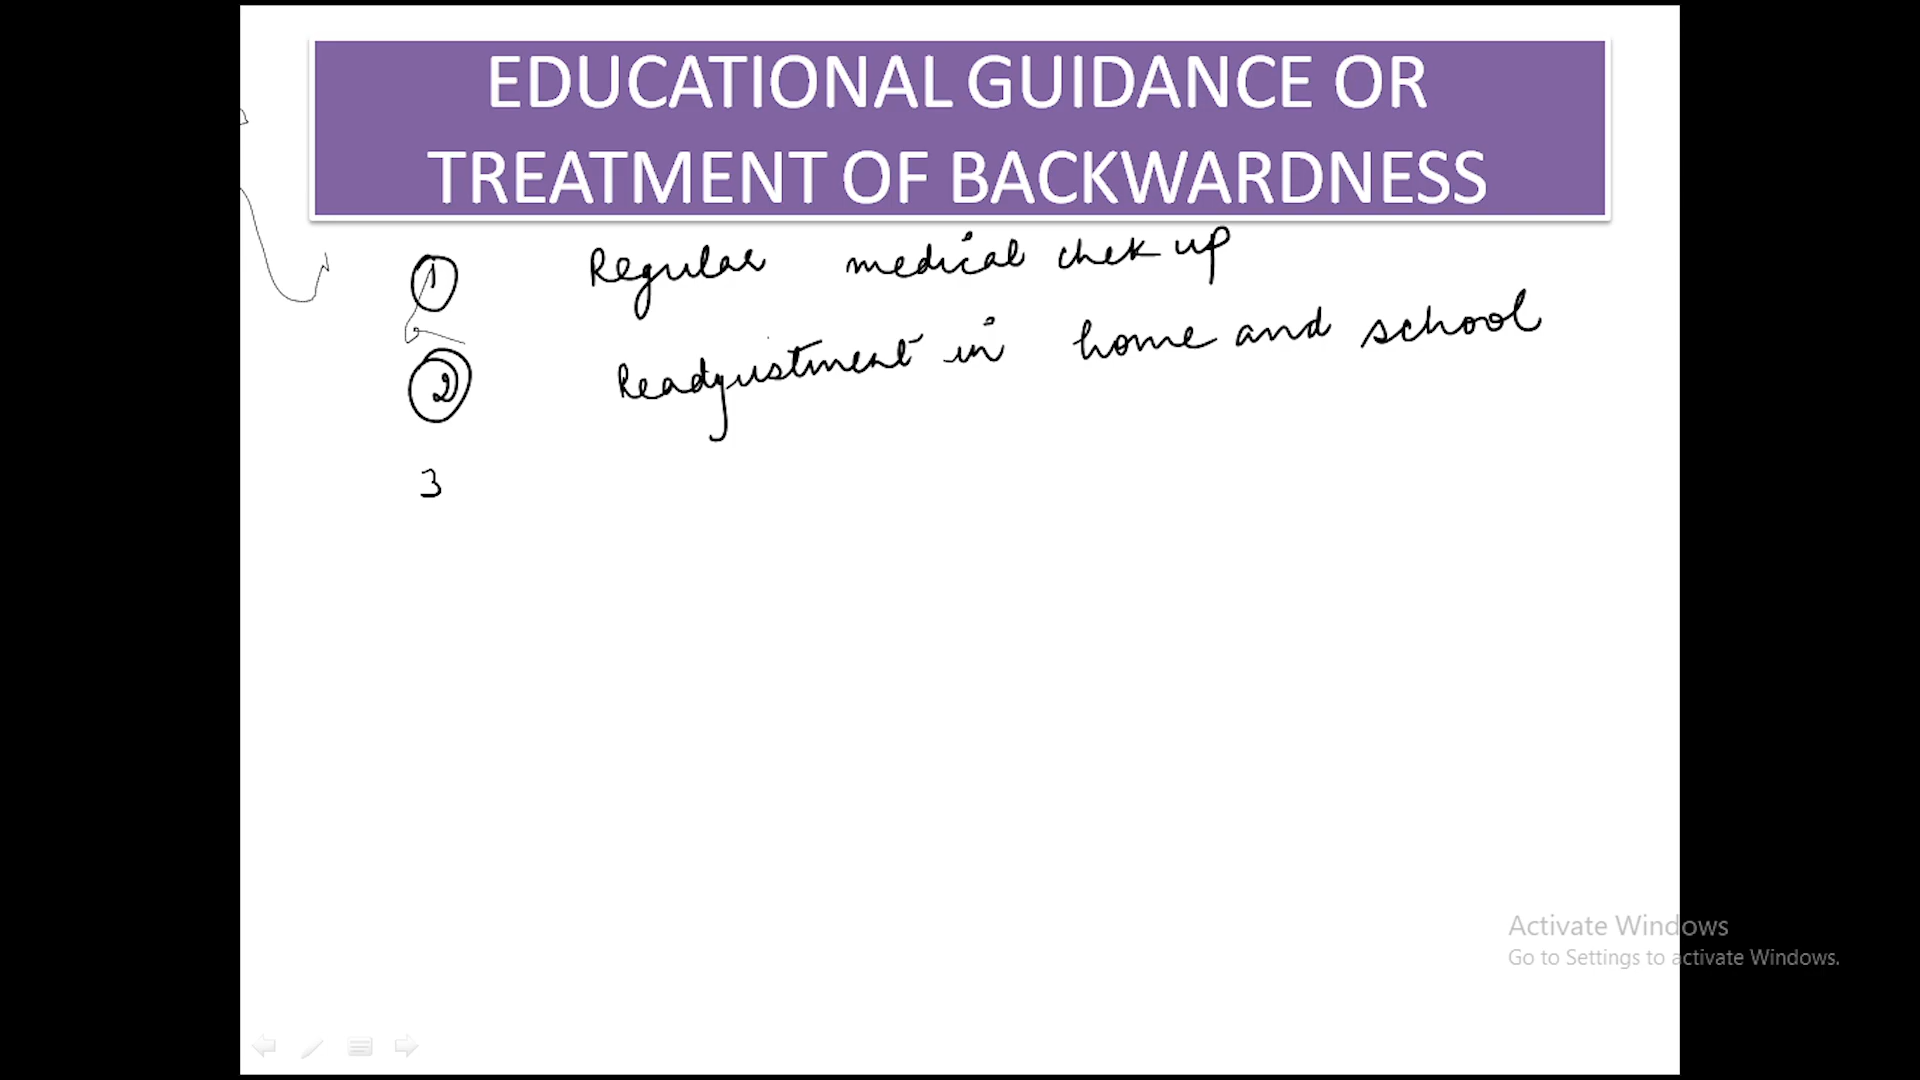 EDUCATIONAL GUIDANCE OR
TREATMENT OF BACKWARDNESS
1 Regular medical chek up
2 Readjustment in home and school
3
Activate Windows
Go to Settings to activate Windows.